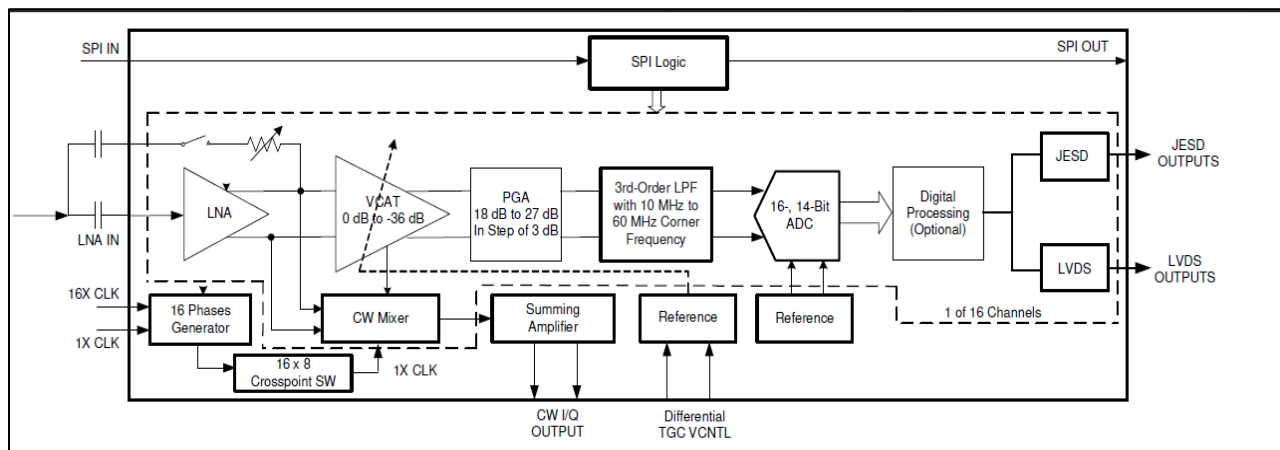 SPI IN
SPI Logic
SPI OUT
LNA
LNA IN
VCAT
0 dB to -36 dB
PGA
18 dB to 27 dB
In Step of 3 dB
3rd-Order LPF
with 10 MHz to
60 MHz Corner
Frequency
16-, 14-Bit
ADC
Digital
Processing
(Optional)
JESD
JESD
OUTPUTS
LVDS
LVDS
OUTPUTS
16X CLK
1X CLK
16 Phases
Generator
CW Mixer
Summing
Amplifier
Reference
Reference
1 of 16 Channels
16 x 8
Crosspoint SW
1X CLK
CW I/Q
OUTPUT
Differential
TGC VCNTL